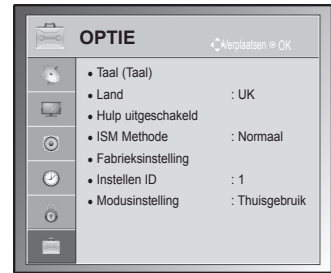 OPTIE
Verplaatsen OK
• Taal (Taal)
• Land : UK
• Hulp uitgeschakeld
• ISM Methode : Normaal
• Fabrieksinstelling
• Instellen ID : 1
• Modusinstelling : Thuisgebruik